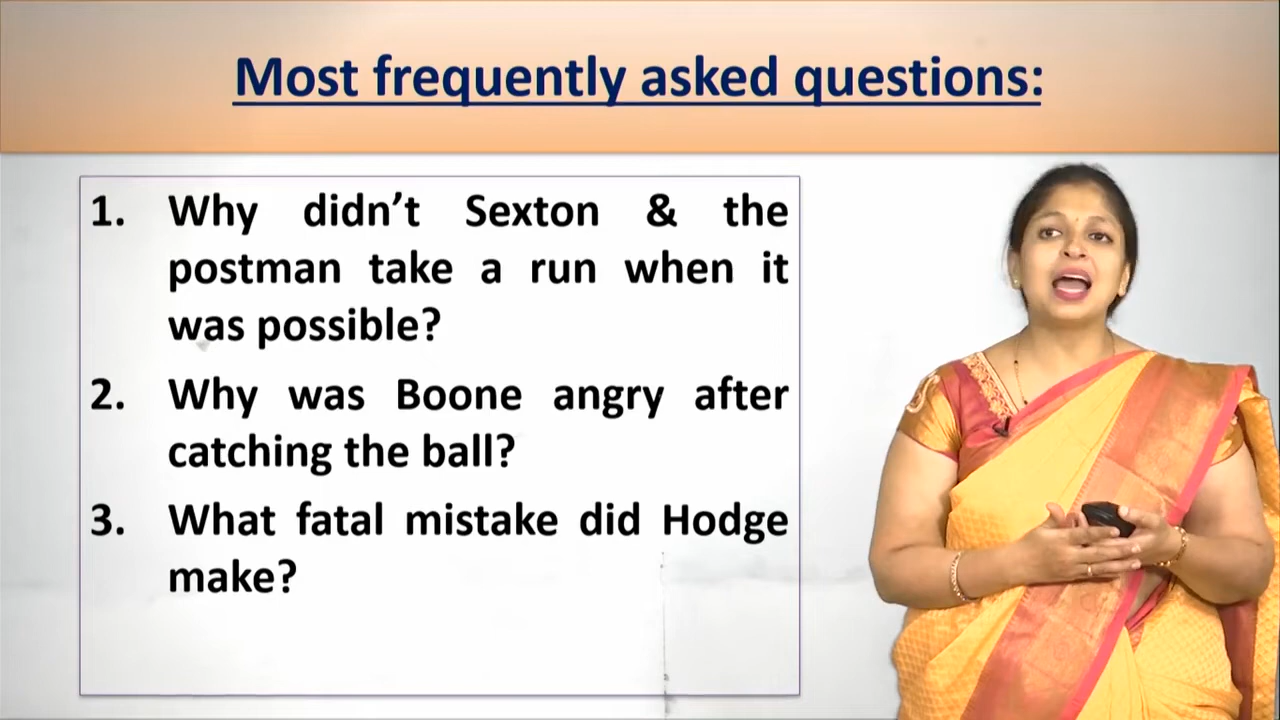 Most frequently asked questions:
1. Why didn’t Sexton & the
postman take a run when it
was possible?
2. Why was Boone angry after
catching the ball?
3. What fatal mistake did Hodge
make?